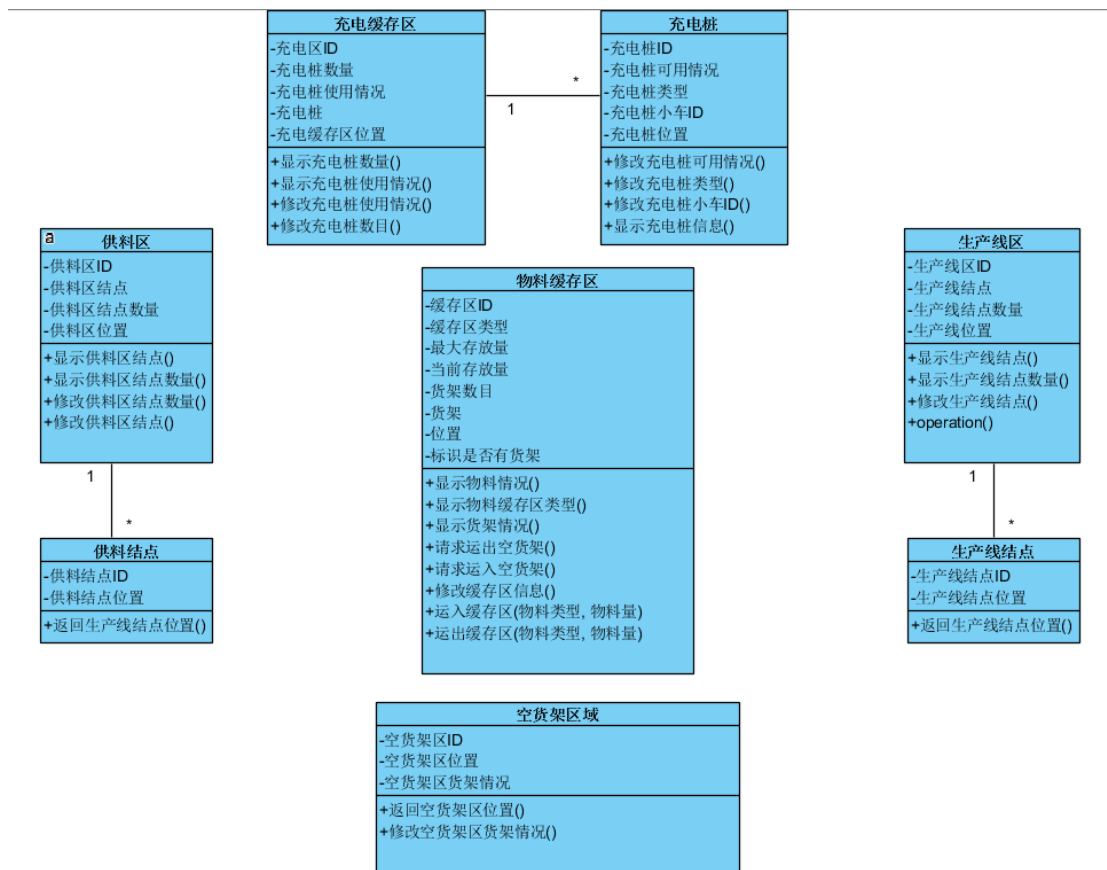 充电缓存区
-充电区ID
-充电桩数量
-充电桩使用情况
-充电桩
-充电缓存区位置
+显示充电桩数量()
+显示充电桩使用情况()
+修改充电桩使用情况()
+修改充电桩数目()
1
*
充电桩
-充电桩ID
-充电桩可用情况
-充电桩类型
-充电桩小车ID
-充电桩位置
+修改充电桩可用情况()
+修改充电桩类型()
+修改充电桩小车ID()
+显示充电桩信息()
a
供料区
-供料区ID
-供料区结点
-供料区结点数量
-供料区位置
+显示供料区结点()
+显示供料区结点数量()
+修改供料区结点数量()
+修改供料区结点()
1
*
供料结点
-供料结点ID
-供料结点位置
+返回生产线结点位置()
物料缓存区
-缓存区ID
-缓存区类型
-最大存放量
-当前存放量
-货架数目
-货架
-位置
-标识是否有货架
+显示物料情况()
+显示物料缓存区类型()
+显示货架情况()
+请求运出空货架()
+请求运入空货架()
+修改缓存区信息()
+运入缓存区(物料类型, 物料量)
+运出缓存区(物料类型, 物料量)
生产线区
-生产线区ID
-生产线结点
-生产线结点数量
-生产线位置
+显示生产线结点()
+显示生产线结点数量()
+修改生产线结点()
+operation()
1
*
生产线结点
-生产线结点ID
-生产线结点位置
+返回生产线结点位置()
空货架区域
-空货架区ID
-空货架区位置
-空货架区货架情况
+返回空货架区位置()
+修改空货架区货架情况()